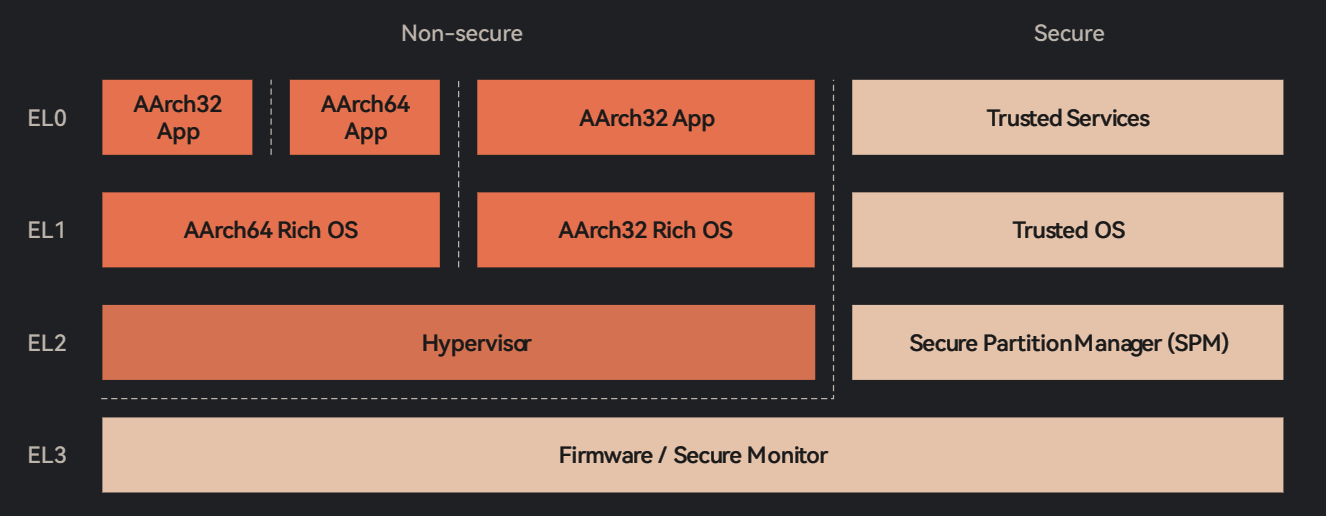 Non-secure
Secure
EL0
AArch32
App
AArch64
App
AArch32 App
Trusted Services
EL1
AArch64 Rich OS
AArch32 Rich OS
Trusted OS
EL2
Hypervisor
Secure Partition Manager (SPM)
EL3
Firmware / Secure Monitor